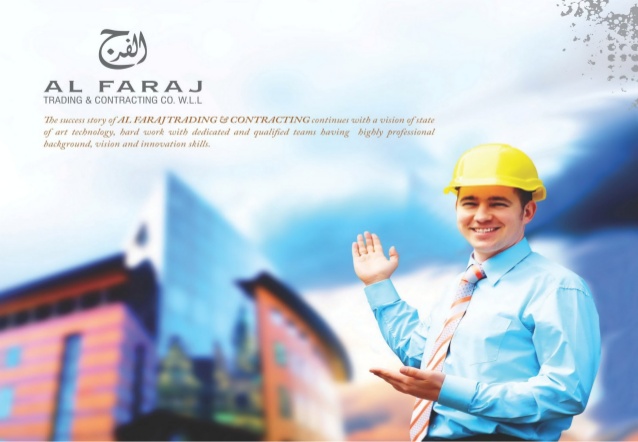 الفرج
AL FARAJ
TRADING & CONTRACTING CO. W.L.L
The success story of AL FARAJ TRADING & CONTRACTING continues with a vision of state
of art technology, hard work with dedicated and qualified teams having highly professional
background, vision and innovation skills.